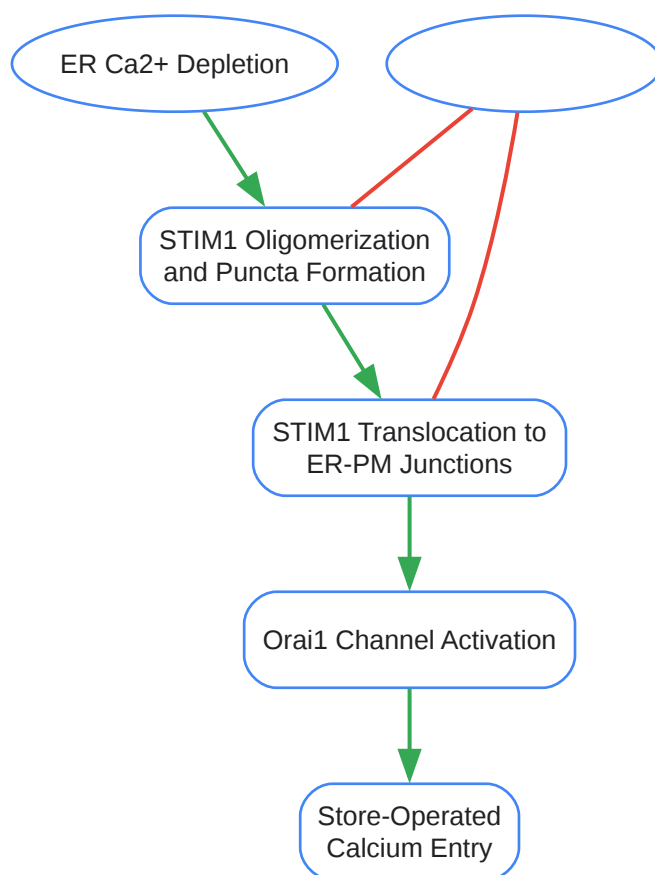 ER Ca2+ Depletion
STIM1 Oligomerization
and Puncta Formation
STIM1 Translocation to
ER-PM Junctions
Orai1 Channel Activation
Store-Operated
Calcium Entry